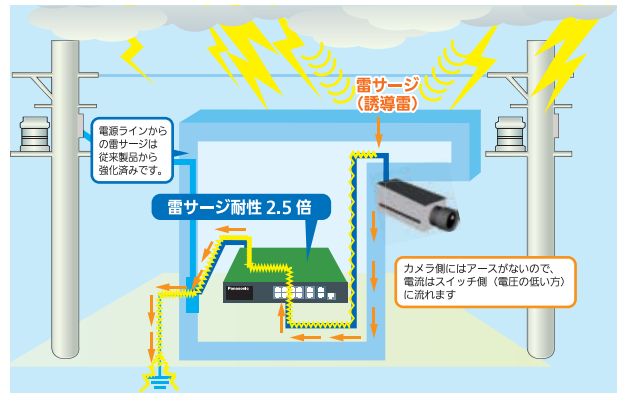 雷サージ
（誘導雷）
電源ラインから
の雷サージは
従来製品から
強化済みです。
雷サージ耐性 2.5 倍
Panasonic
カメラ側にはアースがないので、
電流はスイッチ側（電圧の低い方）
に流れます